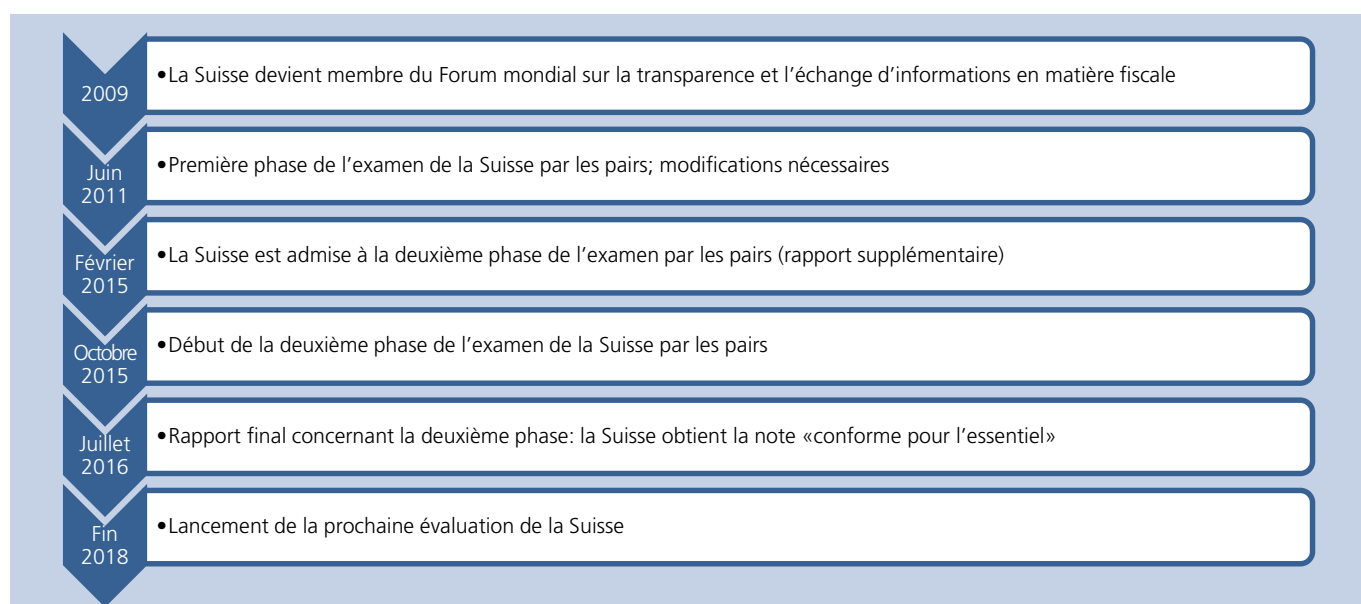 2009
•La Suisse devient membre du Forum mondial sur la transparence et l’échange d’informations en matière fiscale
Juin
2011
•Première phase de l’examen de la Suisse par les pairs; modifications nécessaires
Février
2015
•La Suisse est admise à la deuxième phase de l’examen par les pairs (rapport supplémentaire)
Octobre
2015
•Début de la deuxième phase de l’examen de la Suisse par les pairs
Juillet
2016
•Rapport final concernant la deuxième phase: la Suisse obtient la note «conforme pour l’essentiel»
Fin
2018
•Lancement de la prochaine évaluation de la Suisse